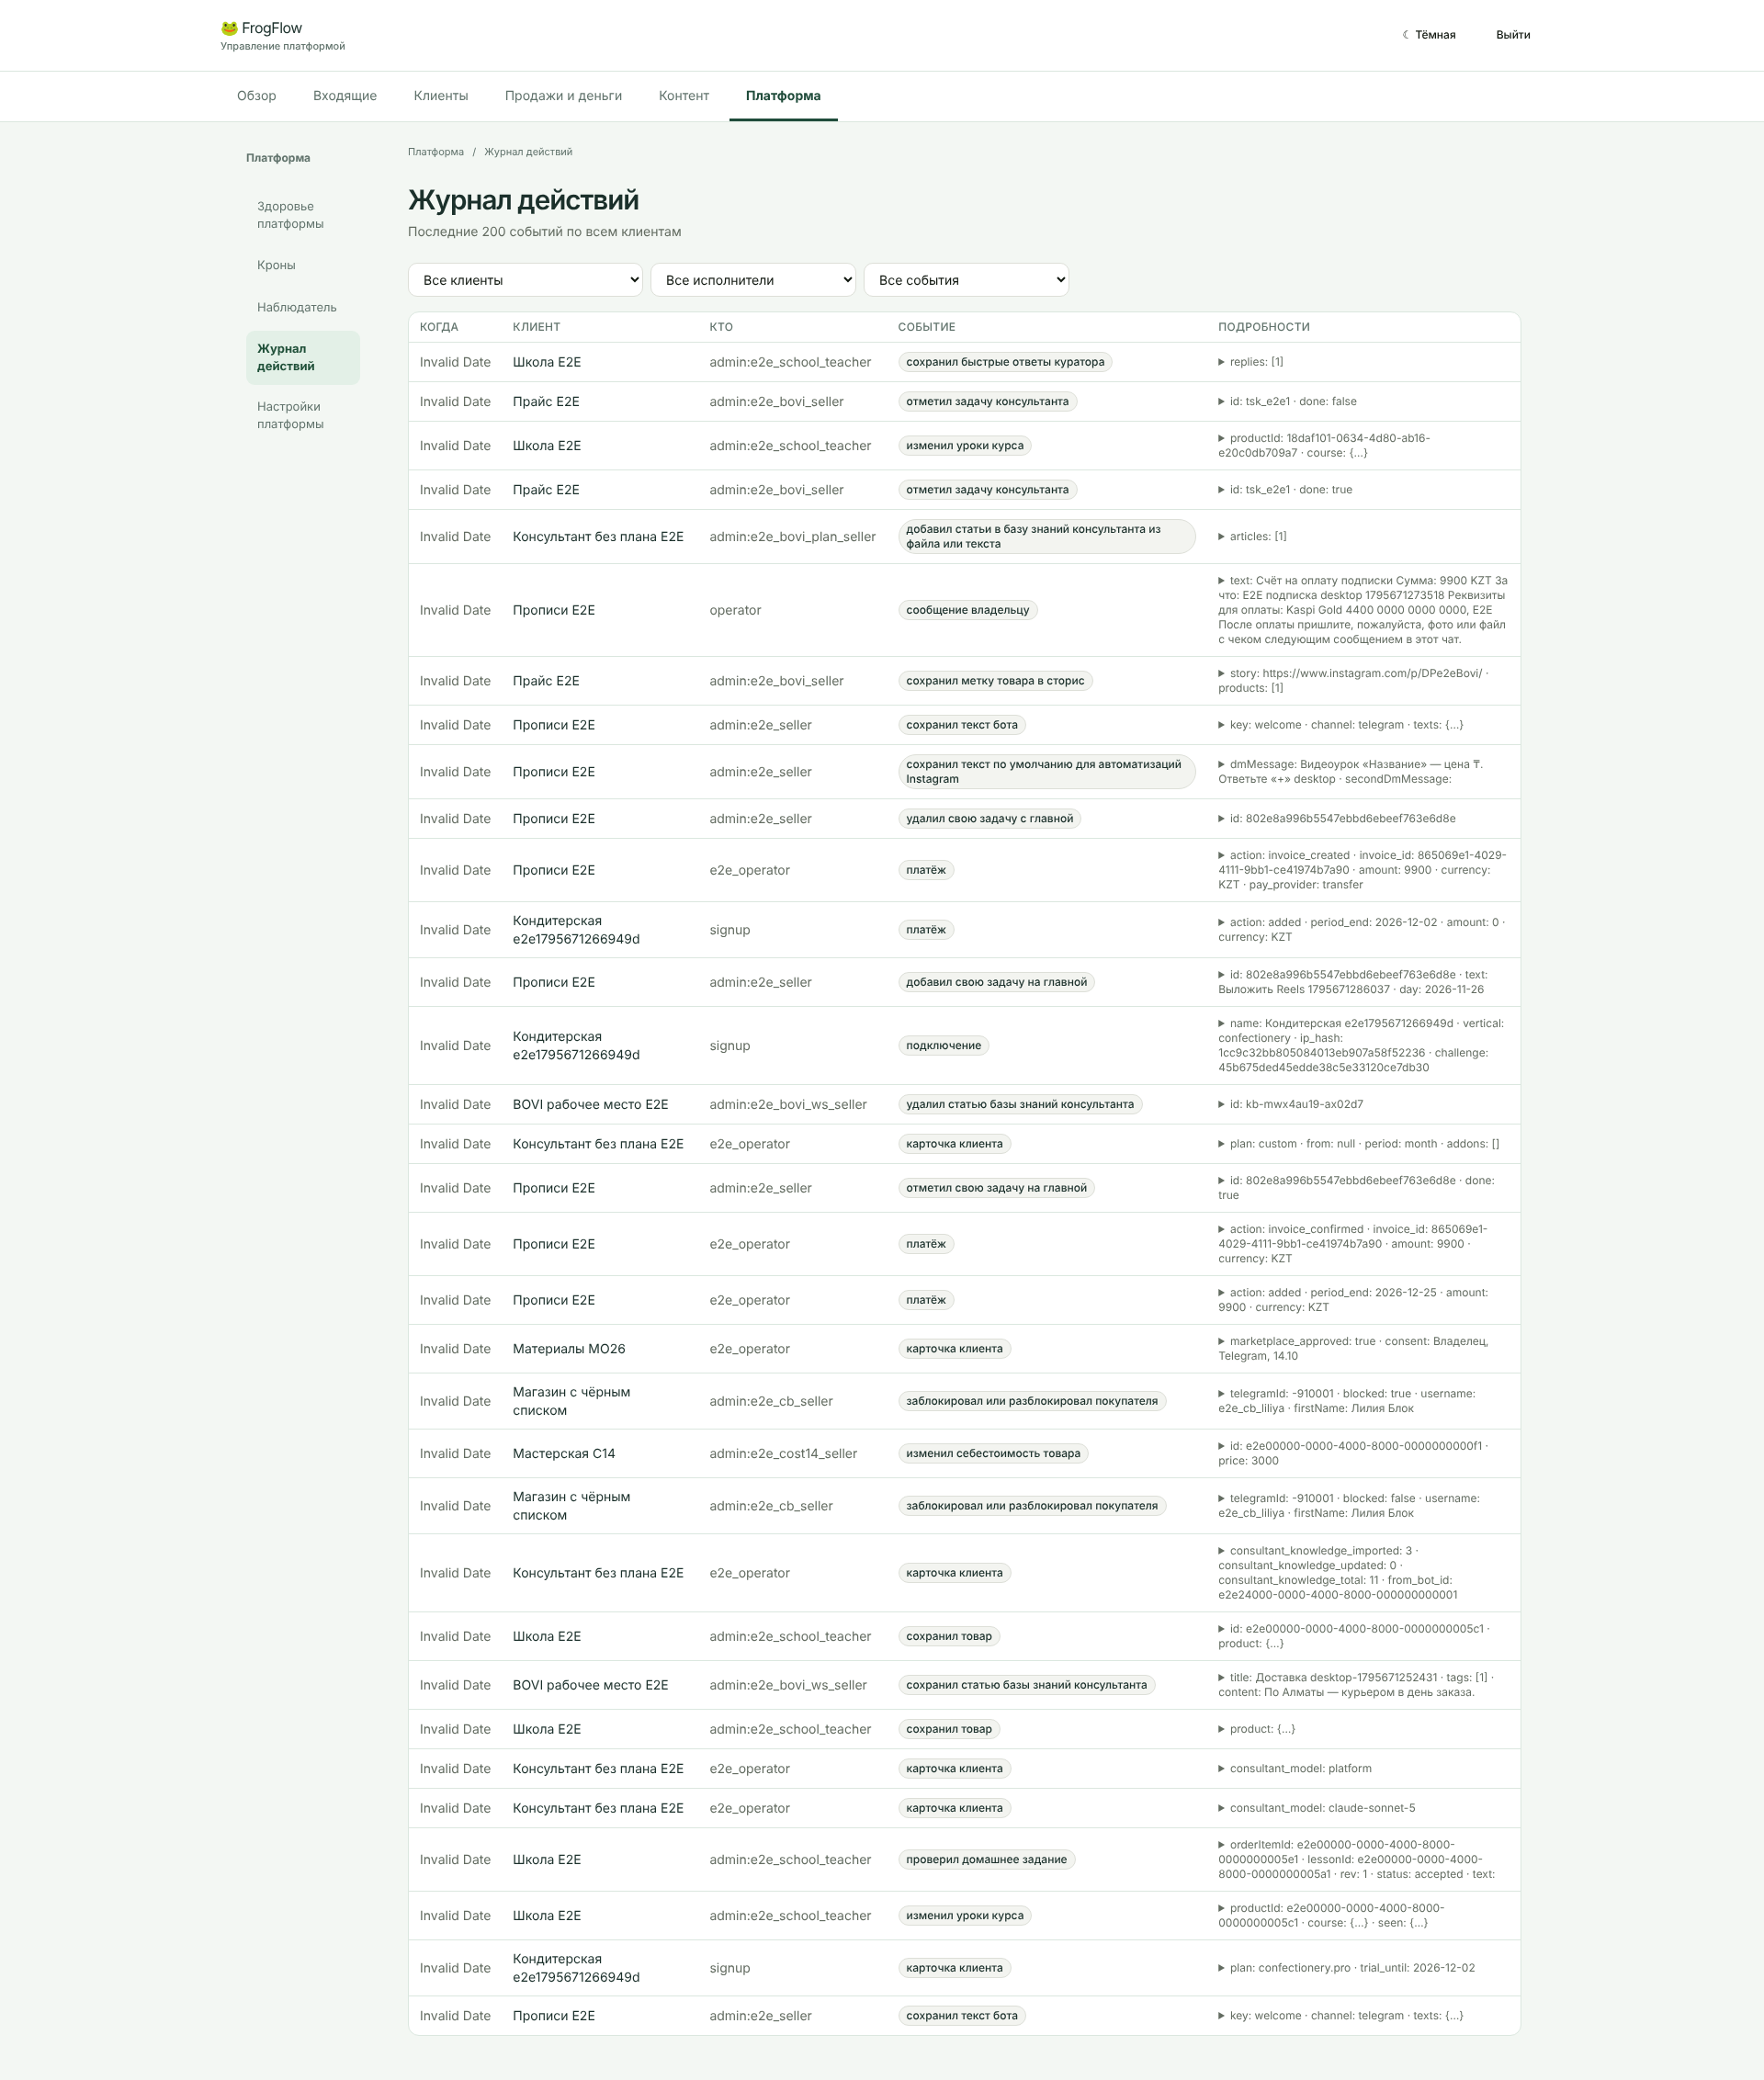 🐸 FrogFlow
Управление платформой
☾ Тёмная
Выйти
Обзор
Входящие
Клиенты
Продажи и деньги
Контент
Платформа
Платформа
Здоровье
платформы
Кроны
Наблюдатель
Журнал
действий
Настройки
платформы
Платформа / Журнал действий
Журнал действий
Последние 200 событий по всем клиентам
Все клиенты
Все исполнители
Все события
КОГДА КЛИЕНТ КТО СОБЫТИЕ ПОДРОБНОСТИ
Invalid Date Школа E2E admin:e2e_school_teacher сохранил быстрые ответы куратора ▶ replies: [1]
Invalid Date Прайс E2E admin:e2e_bovi_seller отметил задачу консультанта ▶ id: tsk_e2e1 · done: false
Invalid Date Школа E2E admin:e2e_school_teacher изменил уроки курса ▶ productId: 18daf101-0634-4d80-ab16-
e20c0db709a7 · course: {…}
Invalid Date Прайс E2E admin:e2e_bovi_seller отметил задачу консультанта ▶ id: tsk_e2e1 · done: true
Invalid Date Консультант без плана E2E admin:e2e_bovi_plan_seller добавил статьи в базу знаний консультанта из
файла или текста ▶ articles: [1]
Invalid Date Прописи E2E operator сообщение владельцу ▶ text: Счёт на оплату подписки Сумма: 9900 KZT За
что: E2E подписка desktop 1795671273518 Реквизиты
для оплаты: Kaspi Gold 4400 0000 0000 0000, E2E
После оплаты пришлите, пожалуйста, фото или файл
с чеком следующим сообщением в этот чат.
Invalid Date Прайс E2E admin:e2e_bovi_seller сохранил метку товара в сторис ▶ story: https://www.instagram.com/p/DPe2eBovi/ ·
products: [1]
Invalid Date Прописи E2E admin:e2e_seller сохранил текст бота ▶ key: welcome · channel: telegram · texts: {…}
Invalid Date Прописи E2E admin:e2e_seller сохранил текст по умолчанию для автоматизаций
Instagram ▶ dmMessage: Видеоурок «Название» — цена ₸.
Ответьте «+» desktop · secondDmMessage:
Invalid Date Прописи E2E admin:e2e_seller удалил свою задачу с главной ▶ id: 802e8a996b5547ebbd6ebeef763e6d8e
Invalid Date Прописи E2E e2e_operator платёж ▶ action: invoice_created · invoice_id: 865069e1-4029-
4111-9bb1-ce41974b7a90 · amount: 9900 · currency:
KZT · pay_provider: transfer
Invalid Date Кондитерская
e2e1795671266949d signup платёж ▶ action: added · period_end: 2026-12-02 · amount: 0 ·
currency: KZT
Invalid Date Прописи E2E admin:e2e_seller добавил свою задачу на главной ▶ id: 802e8a996b5547ebbd6ebeef763e6d8e · text:
Выложить Reels 1795671286037 · day: 2026-11-26
Invalid Date Кондитерская
e2e1795671266949d signup подключение ▶ name: Кондитерская e2e1795671266949d · vertical:
confectionery · ip_hash:
1cc9c32bb805084013eb907a58f52236 · challenge:
45b675ded45edde38c5e33120ce7db30
Invalid Date BOVI рабочее место E2E admin:e2e_bovi_ws_seller удалил статью базы знаний консультанта ▶ id: kb-mwx4au19-ax02d7
Invalid Date Консультант без плана E2E e2e_operator карточка клиента ▶ plan: custom · from: null · period: month · addons: []
Invalid Date Прописи E2E admin:e2e_seller отметил свою задачу на главной ▶ id: 802e8a996b5547ebbd6ebeef763e6d8e · done:
true
Invalid Date Прописи E2E e2e_operator платёж ▶ action: invoice_confirmed · invoice_id: 865069e1-
4029-4111-9bb1-ce41974b7a90 · amount: 9900 ·
currency: KZT
Invalid Date Прописи E2E e2e_operator платёж ▶ action: added · period_end: 2026-12-25 · amount:
9900 · currency: KZT
Invalid Date Материалы МО26 e2e_operator карточка клиента ▶ marketplace_approved: true · consent: Владелец,
Telegram, 14.10
Invalid Date Магазин с чёрным
списком admin:e2e_cb_seller заблокировал или разблокировал покупателя ▶ telegramId: -910001 · blocked: true · username:
e2e_cb_liliya · firstName: Лилия Блок
Invalid Date Мастерская C14 admin:e2e_cost14_seller изменил себестоимость товара ▶ id: e2e00000-0000-4000-8000-0000000000f1 ·
price: 3000
Invalid Date Магазин с чёрным
списком admin:e2e_cb_seller заблокировал или разблокировал покупателя ▶ telegramId: -910001 · blocked: false · username:
e2e_cb_liliya · firstName: Лилия Блок
Invalid Date Консультант без плана E2E e2e_operator карточка клиента ▶ consultant_knowledge_imported: 3 ·
consultant_knowledge_updated: 0 ·
consultant_knowledge_total: 11 · from_bot_id:
e2e24000-0000-4000-8000-000000000001
Invalid Date Школа E2E admin:e2e_school_teacher сохранил товар ▶ id: e2e00000-0000-4000-8000-0000000005c1 ·
product: {…}
Invalid Date BOVI рабочее место E2E admin:e2e_bovi_ws_seller сохранил статью базы знаний консультанта ▶ title: Доставка desktop-1795671252431 · tags: [1] ·
content: По Алматы — курьером в день заказа.
Invalid Date Школа E2E admin:e2e_school_teacher сохранил товар ▶ product: {…}
Invalid Date Консультант без плана E2E e2e_operator карточка клиента ▶ consultant_model: platform
Invalid Date Консультант без плана E2E e2e_operator карточка клиента ▶ consultant_model: claude-sonnet-5
Invalid Date Школа E2E admin:e2e_school_teacher проверил домашнее задание ▶ orderItemId: e2e00000-0000-4000-8000-
0000000005e1 · lessonId: e2e00000-0000-4000-
8000-0000000005a1 · rev: 1 · status: accepted · text:
Invalid Date Школа E2E admin:e2e_school_teacher изменил уроки курса ▶ productId: e2e00000-0000-4000-8000-
0000000005c1 · course: {…} · seen: {…}
Invalid Date Кондитерская
e2e1795671266949d signup карточка клиента ▶ plan: confectionery.pro · trial_until: 2026-12-02
Invalid Date Прописи E2E admin:e2e_seller сохранил текст бота ▶ key: welcome · channel: telegram · texts: {…}